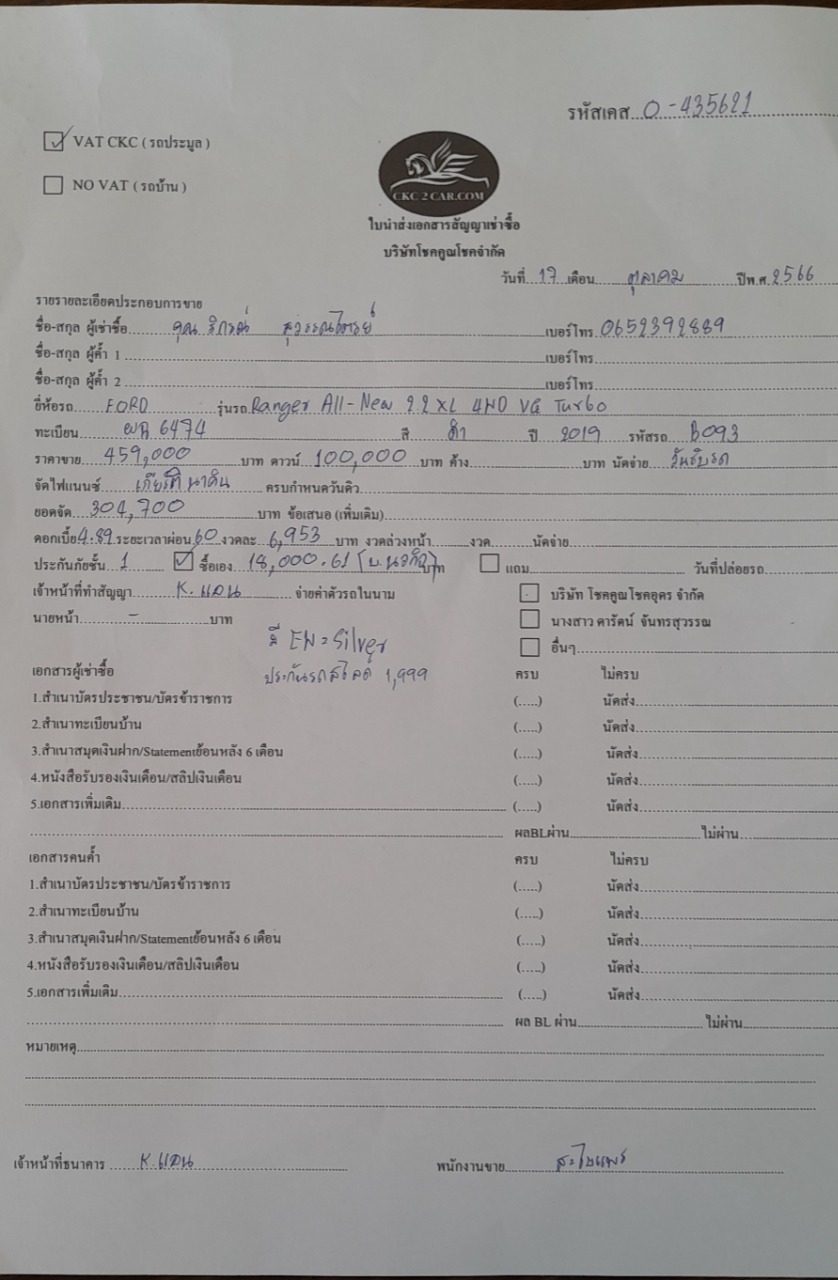 รหัสเคส...0-435621
☑ VAT CKC ( รถประมูล )
☐ NO VAT ( รถบ้าน )
CKC 2 CAR.COM
ใบนำส่งเอกสารสัญญาเช่าซื้อ
บริษัทโชคคูณโชคจำกัด
วันที่ 17 เดือน ตุลาคม ปีพ.ศ. 2566
รายรายละเอียดประกอบการขาย
ชื่อ-สกุล ผู้เช่าซื้อ คุณ เบอร์โทร 0652392889
ชื่อ-สกุล ผู้ค้ำ 1 เบอร์โทร
ชื่อ-สกุล ผู้ค้ำ 2 เบอร์โทร
ยี่ห้อรถ FORD รุ่นรถ Ranger All-New 2.2 XL 4WD VG Turbo
ทะเบียน 6474 สี ดำ ปี 2019 รหัสรถ B093
ราคาขาย 459,000 บาท ดาวน์ 100,000 บาท ค้าง บาท นัดจ่าย วันรับรถ
จัดไฟแนนซ์ เกียรตินาคิน ครบกำหนดวันคิว
ยอดจัด 304,700 บาท ข้อเสนอ (เพิ่มเติม)
ดอกเบี้ย 4.89 ระยะเวลาผ่อน 60 งวดละ 6,953 บาท งวดล่วงหน้า งวด นัดจ่าย
ประกันภัยชั้น 1 ☑ ซื้อเอง 18,000.61 บาท ☐ แถม วันที่ปล่อยรถ
เจ้าหน้าที่ทำสัญญา K. แอน จ่ายค่าตัวรถในนาม ☐ บริษัท โชคคูณโชคอุดร จำกัด
นายหน้า - บาท ☐ นางสาว ดารัตน์ จันทรสุวรรณ
มี EW = Silver ☐ อื่นๆ
ประกันรถสไลด์ 1,999
เอกสารผู้เช่าซื้อ ครบ ไม่ครบ
1.สำเนาบัตรประชาชน/บัตรข้าราชการ (.....) นัดส่ง
2.สำเนาทะเบียนบ้าน (.....) นัดส่ง
3.สำเนาสมุดเงินฝาก/Statementย้อนหลัง 6 เดือน (.....) นัดส่ง
4.หนังสือรับรองเงินเดือน/สลิปเงินเดือน (.....) นัดส่ง
5.เอกสารเพิ่มเติม (.....) นัดส่ง
ผลBLผ่าน ไม่ผ่าน
เอกสารคนค้ำ ครบ ไม่ครบ
1.สำเนาบัตรประชาชน/บัตรข้าราชการ (.....) นัดส่ง
2.สำเนาทะเบียนบ้าน (.....) นัดส่ง
3.สำเนาสมุดเงินฝาก/Statementย้อนหลัง 6 เดือน (.....) นัดส่ง
4.หนังสือรับรองเงินเดือน/สลิปเงินเดือน (.....) นัดส่ง
5.เอกสารเพิ่มเติม (.....) นัดส่ง
ผล BL ผ่าน ไม่ผ่าน
หมายเหตุ
เจ้าหน้าที่ธนาคาร K. แอน พนักงานขาย